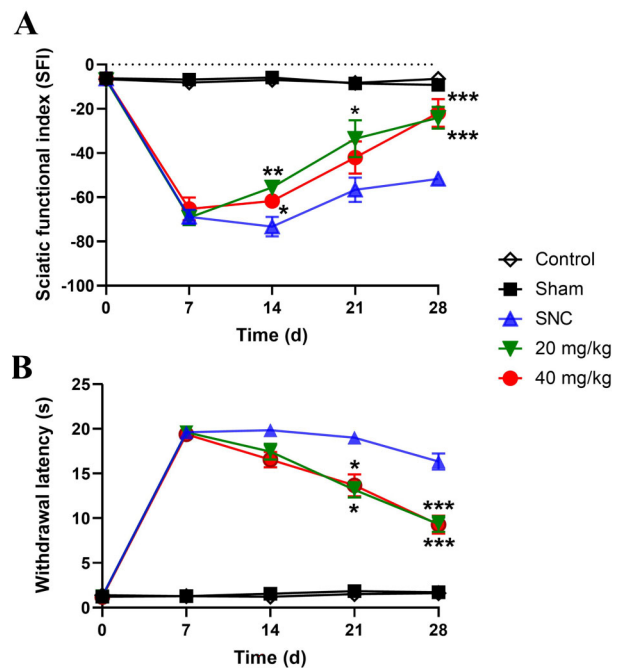 A
Sciatic functional index (SFI)
0
-20
-40
-60
-80
-100
*
***
***
**
*
0 7 14 21 28
Time (d)
Control
Sham
SNC
20 mg/kg
40 mg/kg
B
Withdrawal latency (s)
25
20
15
10
5
0
*
*
***
***
0 7 14 21 28
Time (d)